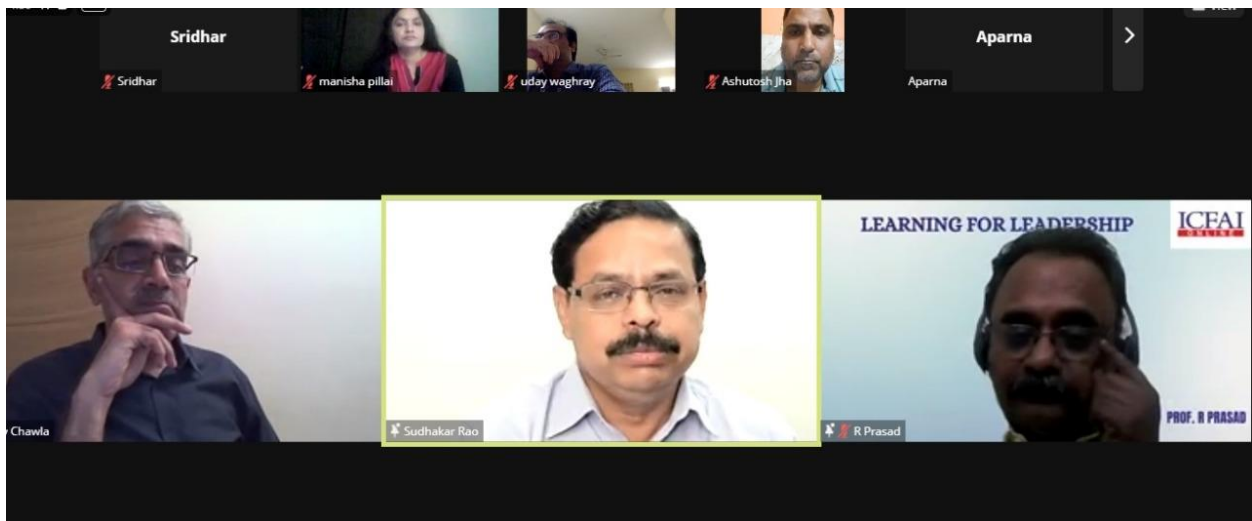 Sridhar
Aparna
Sridhar
manisha pillai
uday waghray
Ashutosh Jha
Aparna
LEARNING FOR LEADERSHIP
ICFAI
ONLINE
Chawla
Sudhakar Rao
R Prasad
PROF. R PRASAD